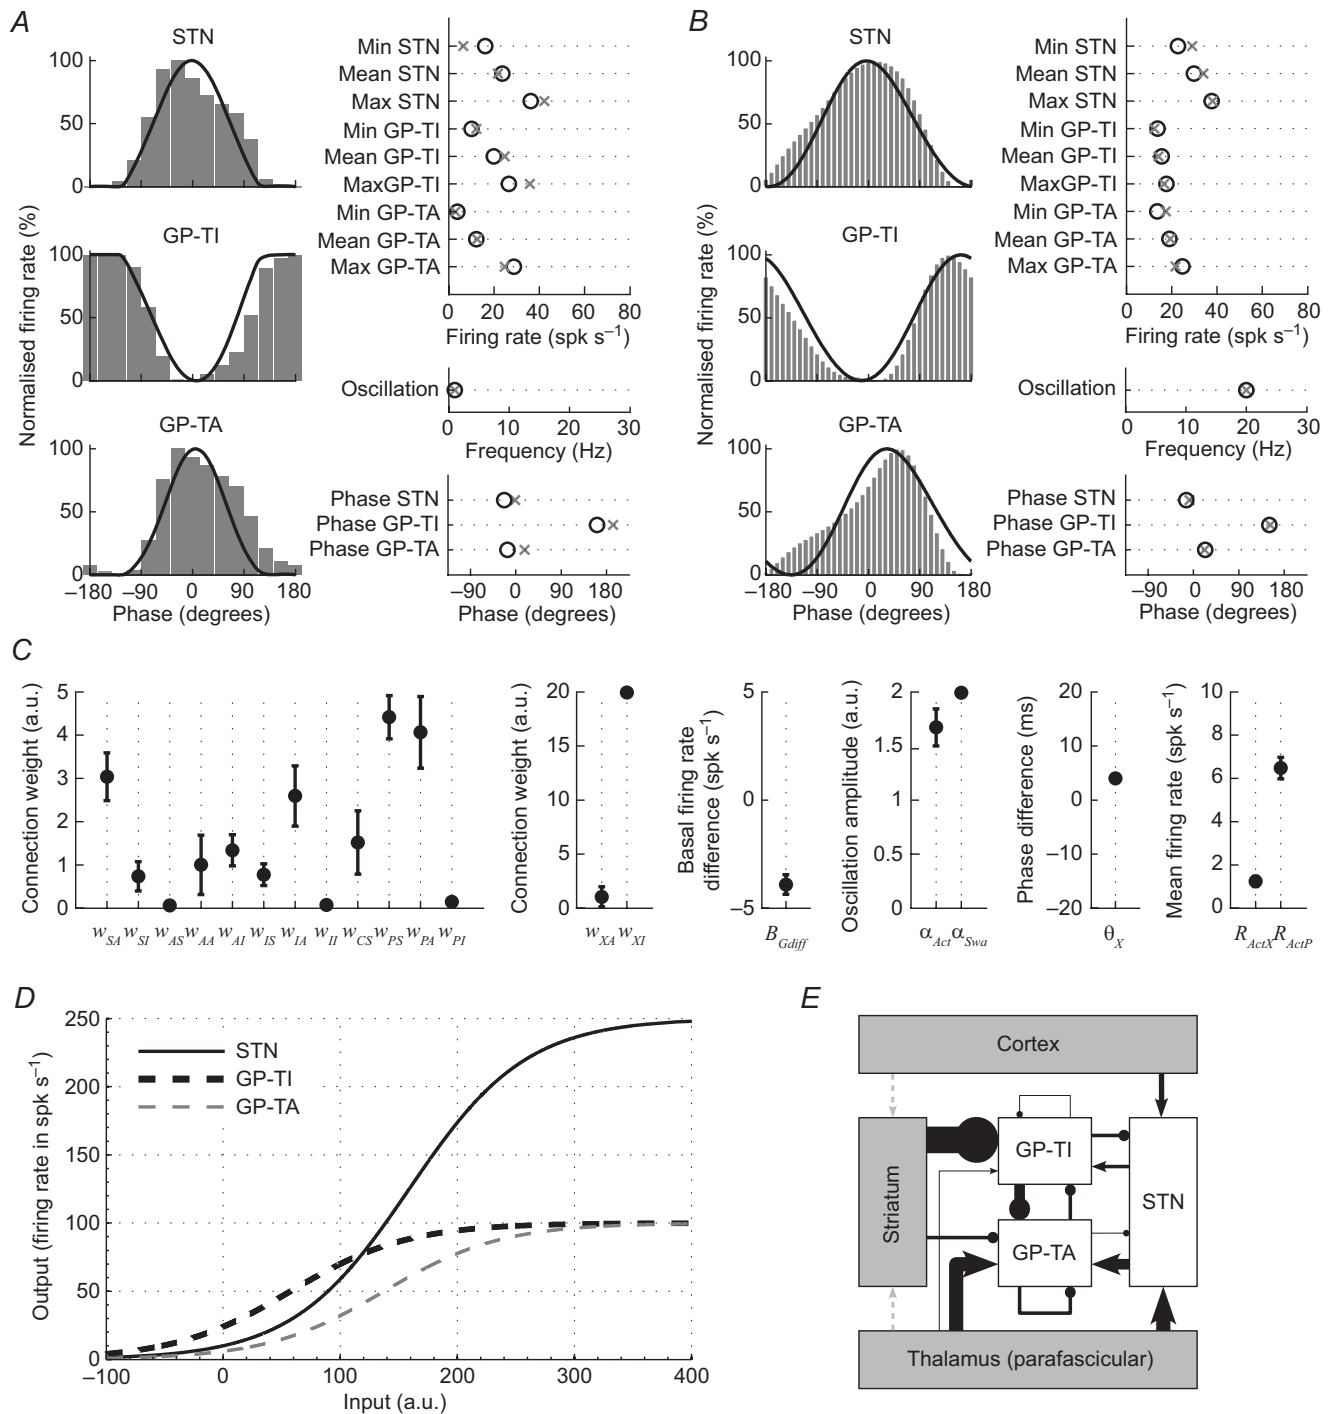 A
STN
100
50
0
Normalised firing rate (%)
GP-TI
100
50
0
GP-TA
100
50
0
−180 −90 0 90 180
Phase (degrees)
Min STN
Mean STN
Max STN
Min GP-TI
Mean GP-TI
MaxGP-TI
Min GP-TA
Mean GP-TA
Max GP-TA
0 20 40 60 80
Firing rate (spk s−1)
Oscillation
0 10 20 30
Frequency (Hz)
Phase STN
Phase GP-TI
Phase GP-TA
−90 0 90 180
Phase (degrees)
B
STN
100
50
0
Normalised firing rate (%)
GP-TI
100
50
0
GP-TA
100
50
0
−180 −90 0 90 180
Phase (degrees)
Min STN
Mean STN
Max STN
Min GP-TI
Mean GP-TI
MaxGP-TI
Min GP-TA
Mean GP-TA
Max GP-TA
0 20 40 60 80
Firing rate (spk s−1)
Oscillation
0 10 20 30
Frequency (Hz)
Phase STN
Phase GP-TI
Phase GP-TA
−90 0 90 180
Phase (degrees)
C
Connection weight (a.u.)
5
4
3
2
1
0
wSA wSI wAS wAA wAI wIS wIA wII wCS wPS wPA wPI
Connection weight (a.u.)
20
15
10
5
0
wXA wXI
Basal firing rate
difference (spk s−1)
5
0
−5
BGdiff
Oscillation amplitude (a.u.)
2
1.5
1
0.5
0
αAct αSwa
Phase difference (ms)
20
10
0
−10
−20
θX
Mean firing rate (spk s−1)
10
8
6
4
2
0
RActX RActP
D
Output (firing rate in spk s−1)
250
200
150
100
50
0
STN
GP-TI
GP-TA
−100 0 100 200 300 400
Input (a.u.)
E
Cortex
Striatum
GP-TI
GP-TA
STN
Thalamus (parafascicular)